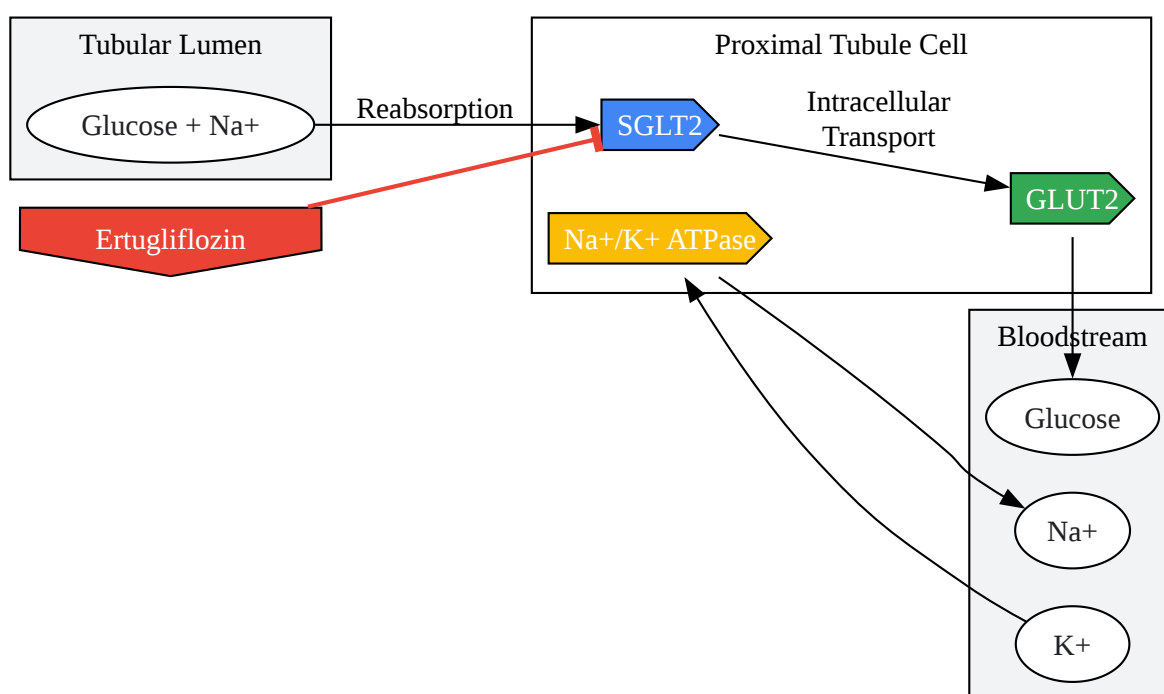 Tubular Lumen
Glucose + Na+
Ertugliflozin
Reabsorption
Proximal Tubule Cell
SGLT2
Intracellular
Transport
GLUT2
Na+/K+ ATPase
Bloodstream
Glucose
Na+
K+